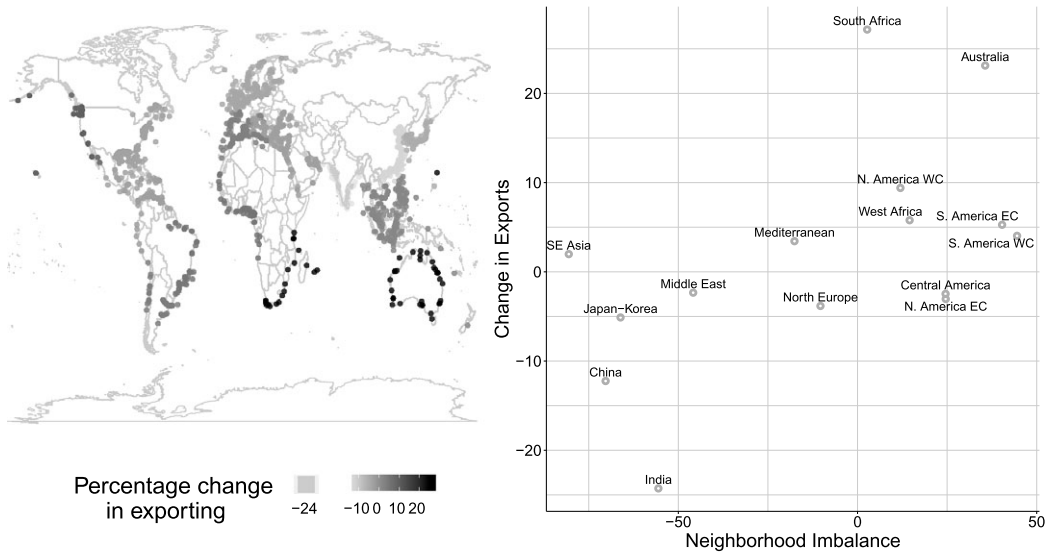 Percentage change
in exporting
−24
−10 0 10 20
Change in Exports
20
10
0
−10
−20
South Africa
Australia
N. America WC
West Africa
S. America EC
Mediterranean
S. America WC
SE Asia
Middle East
Central America
North Europe
N. America EC
Japan−Korea
China
India
−50
0
50
Neighborhood Imbalance